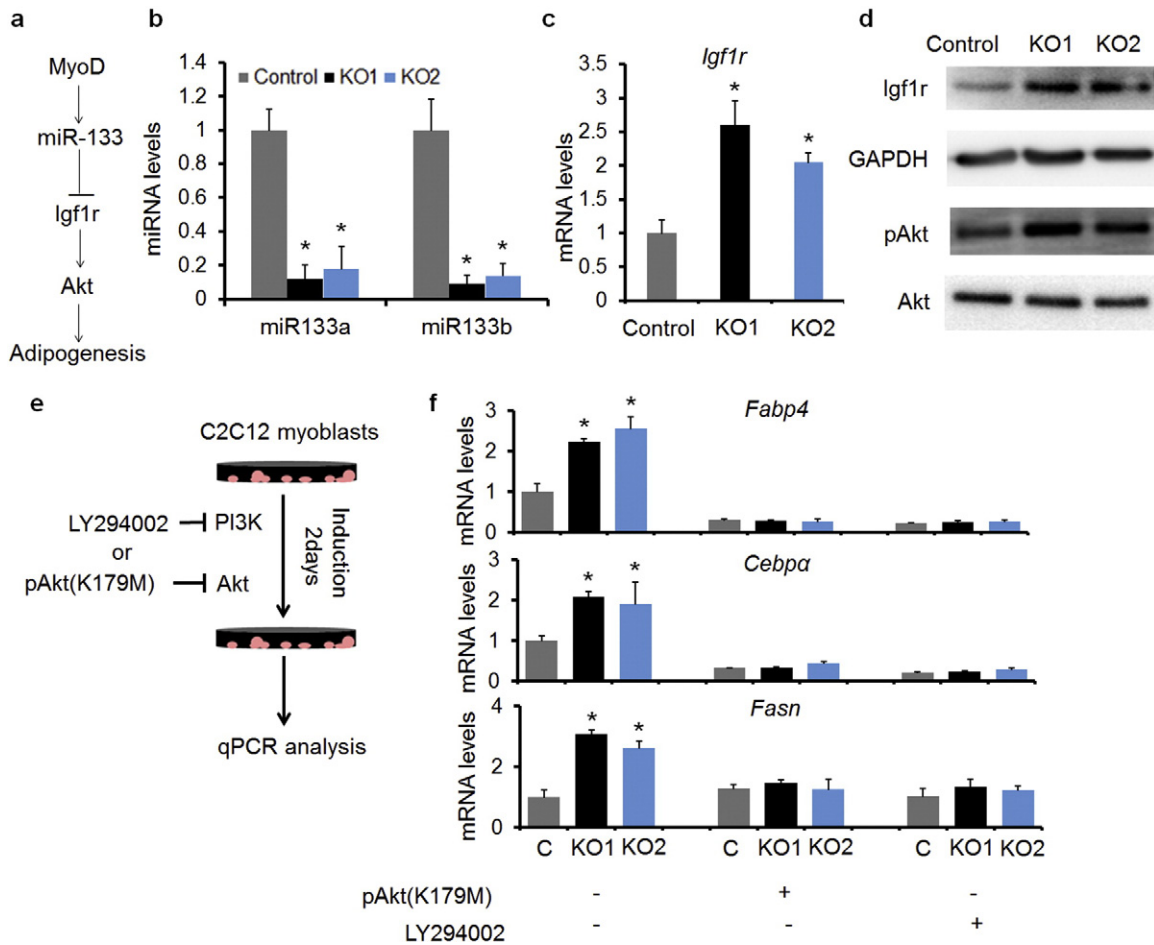 a
MyoD
miR-133
Igf1r
Akt
Adipogenesis
b
miRNA levels
1.4
1.2
1
0.8
0.6
0.4
0.2
0
Control KO1 KO2
* * * *
miR133a miR133b
c
Igf1r
mRNA levels
3.5
3
2.5
2
1.5
1
0.5
0
* *
Control KO1 KO2
d
Control KO1 KO2
Igf1r
GAPDH
pAkt
Akt
e
C2C12 myoblasts
LY294002 PI3K
or
pAkt(K179M) Akt
Induction
2days
qPCR analysis
f
Fabp4
mRNA levels
3
2
1
0
* *
Cebpα
mRNA levels
3
2
1
0
* *
Fasn
mRNA levels
4
2
0
* *
C KO1 KO2 C KO1 KO2 C KO1 KO2
pAkt(K179M) - + -
LY294002 - - +